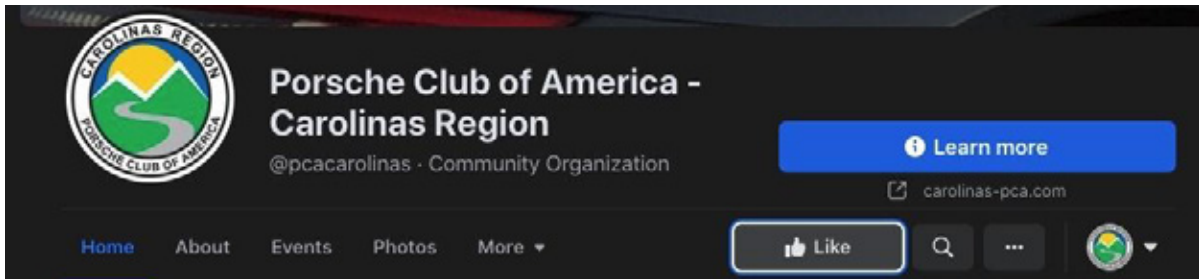 CAROLINAS REGION
PORSCHE CLUB OF AMERICA
Porsche Club of America -
Carolinas Region
@pcacarolinas · Community Organization
Learn more
carolinas-pca.com
Home About Events Photos More
Like
...